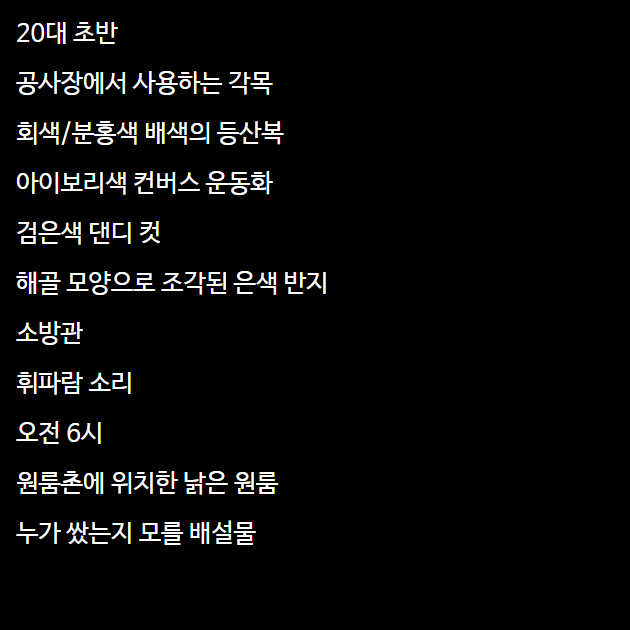 20대 초반
공사장에서 사용하는 각목
회색/분홍색 배색의 등산복
아이보리색 컨버스 운동화
검은색 댄디 컷
해골 모양으로 조각된 은색 반지
소방관
휘파람 소리
오전 6시
원룸촌에 위치한 낡은 원룸
누가 쌌는지 모를 배설물